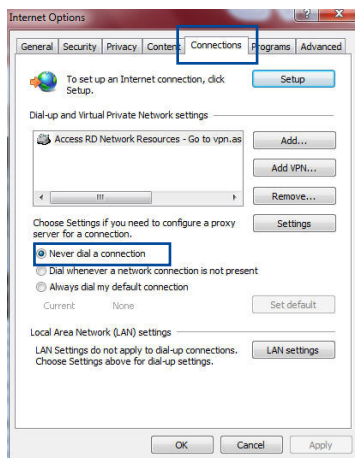 Internet Options
General Security Privacy Content Connections Programs Advanced
To set up an Internet connection, click
Setup.
Setup
Dial-up and Virtual Private Network settings
Access RD Network Resources - Go to vpn.as
Add...
Add VPN...
Remove...
Choose Settings if you need to configure a proxy
server for a connection.
Settings
Never dial a connection
Dial whenever a network connection is not present
Always dial my default connection
Current None
Set default
Local Area Network (LAN) settings
LAN Settings do not apply to dial-up connections.
Choose Settings above for dial-up settings.
LAN settings
OK Cancel Apply